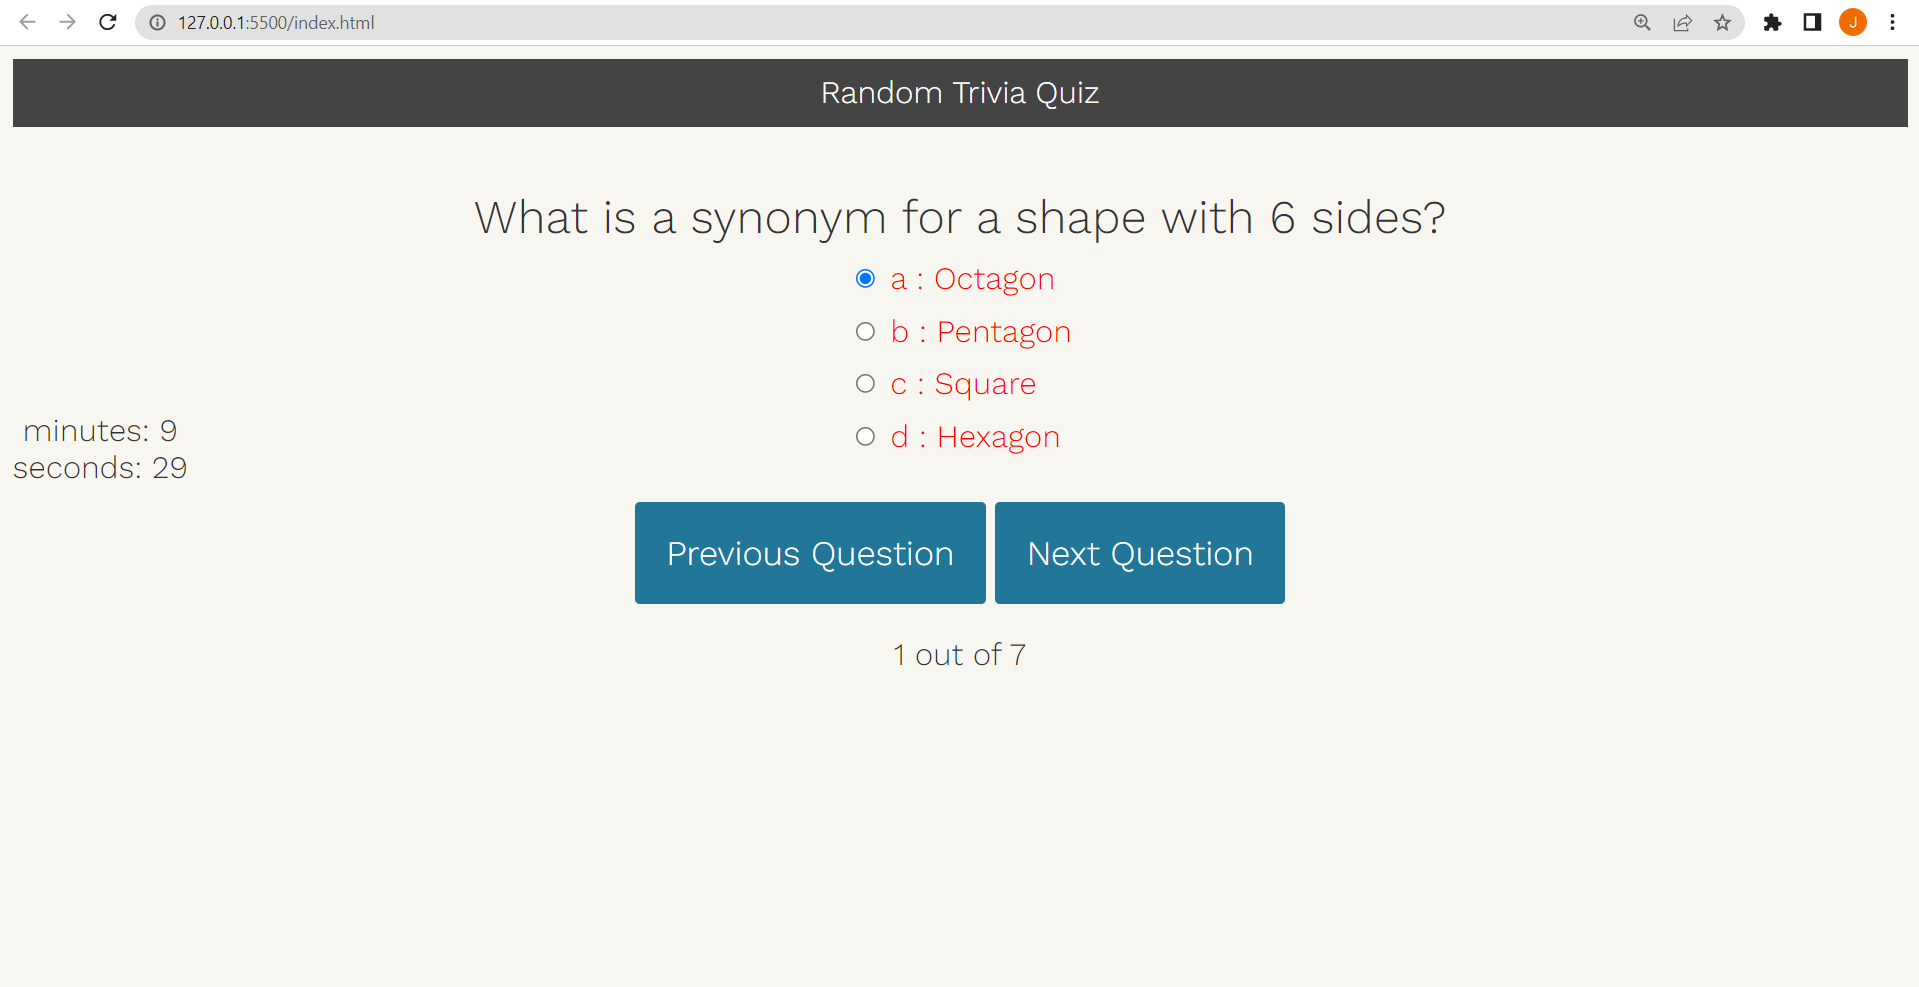 127.0.0.1:5500/index.html
J
Random Trivia Quiz
What is a synonym for a shape with 6 sides?
a : Octagon
b : Pentagon
c : Square
d : Hexagon
minutes: 9
seconds: 29
Previous Question
Next Question
1 out of 7